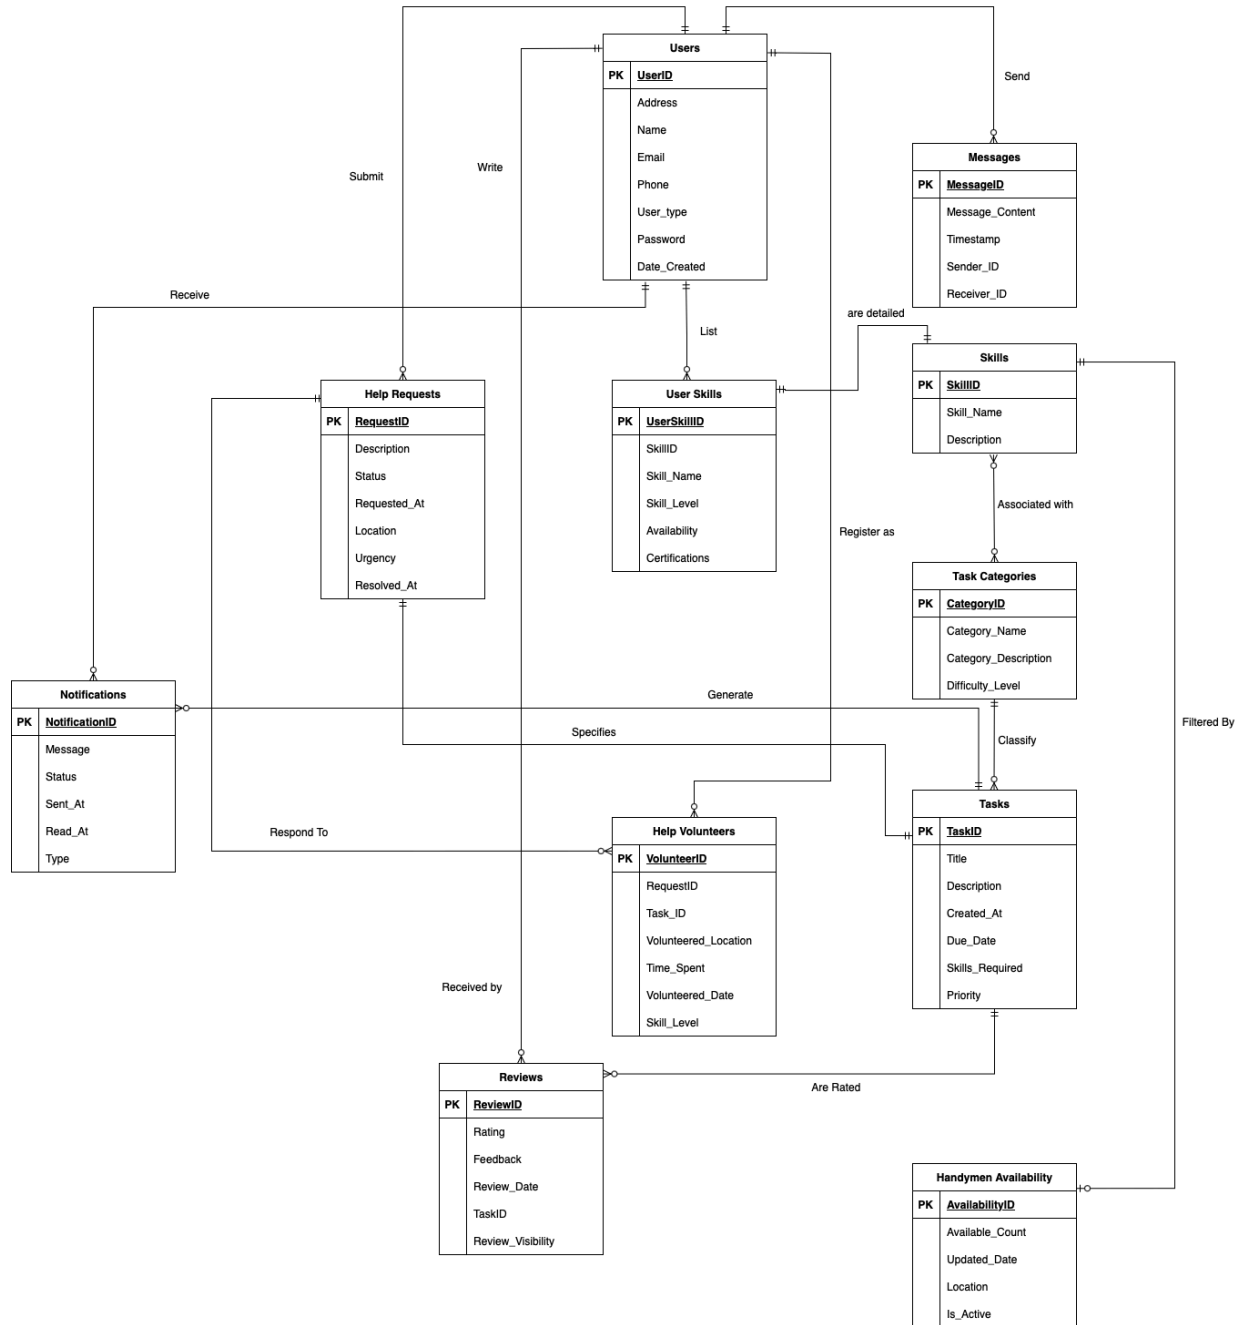 Users
PK UserID
Address
Name
Email
Phone
User_type
Password
Date_Created
Send
Submit
Write
Messages
PK MessageID
Message_Content
Timestamp
Sender_ID
Receiver_ID
Receive
List
are detailed
Skills
PK SkillID
Skill_Name
Description
Help Requests
PK RequestID
Description
Status
Requested_At
Location
Urgency
Resolved_At
User Skills
PK UserSkillID
SkillID
Skill_Name
Skill_Level
Availability
Certifications
Associated with
Register as
Task Categories
PK CategoryID
Category_Name
Category_Description
Difficulty_Level
Notifications
PK NotificationID
Message
Status
Sent_At
Read_At
Type
Generate
Specifies
Classify
Filtered By
Respond To
Help Volunteers
PK VolunteerID
RequestID
Task_ID
Volunteered_Location
Time_Spent
Volunteered_Date
Skill_Level
Tasks
PK TaskID
Title
Description
Created_At
Due_Date
Skills_Required
Priority
Received by
Are Rated
Reviews
PK ReviewID
Rating
Feedback
Review_Date
TaskID
Review_Visibility
Handymen Availability
PK AvailabilityID
Available_Count
Updated_Date
Location
Is_Active